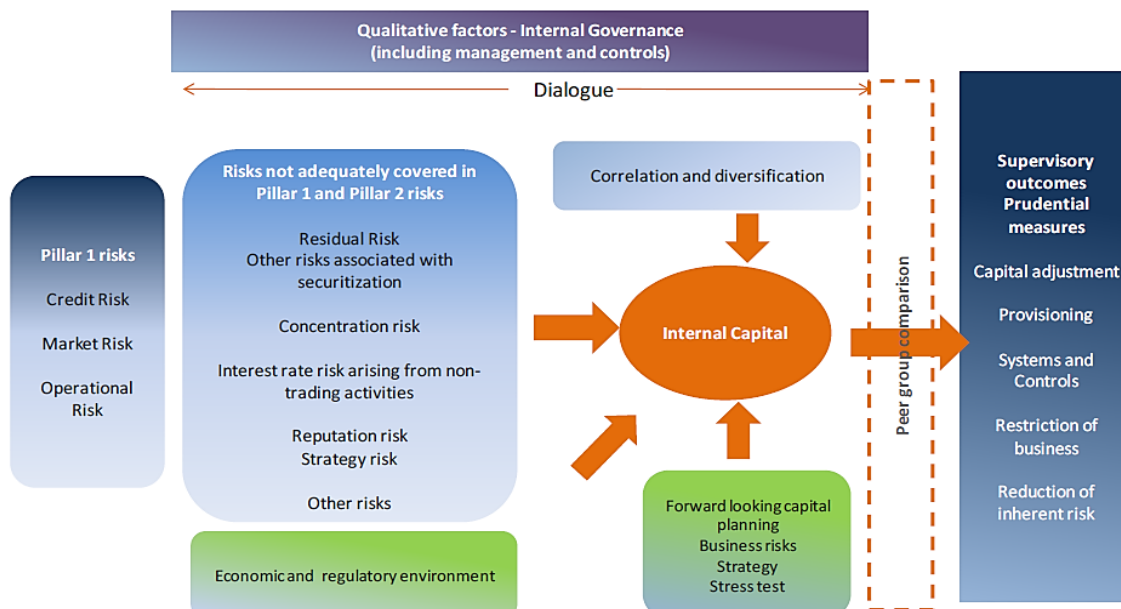 Qualitative factors - Internal Governance
(including management and controls)
Dialogue
Pillar 1 risks
Credit Risk
Market Risk
Operational
Risk
Risks not adequately covered in
Pillar 1 and Pillar 2 risks
Residual Risk
Other risks associated with
securitization
Concentration risk
Interest rate risk arising from non-
trading activities
Reputation risk
Strategy risk
Other risks
Economic and regulatory environment
Correlation and diversification
Internal Capital
Forward looking capital
planning
Business risks
Strategy
Stress test
Peer group comparison
Supervisory
outcomes
Prudential
measures
Capital adjustment
Provisioning
Systems and
Controls
Restriction of
business
Reduction of
inherent risk